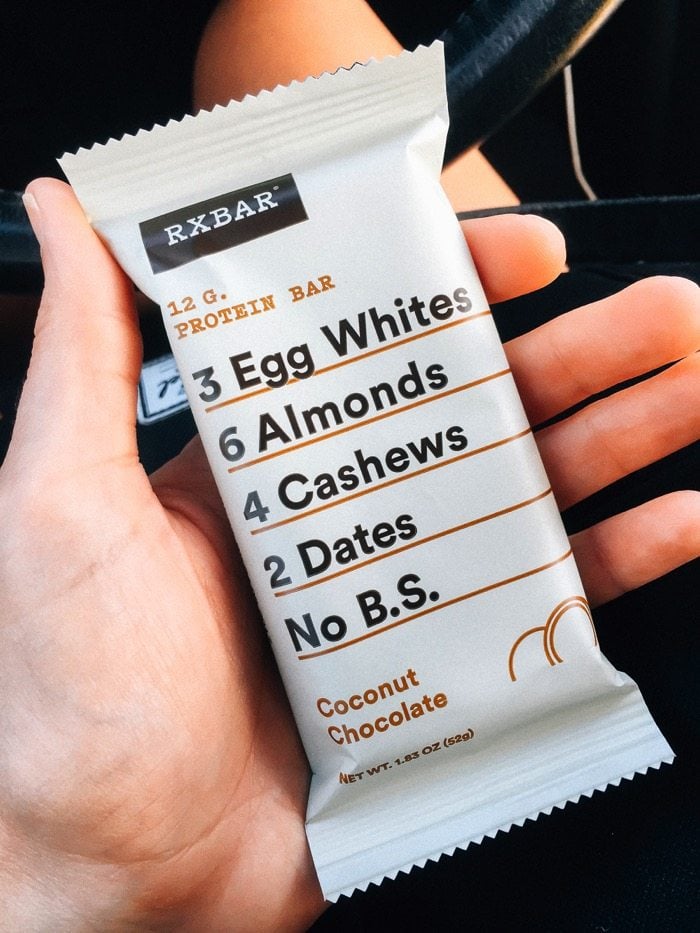 RXBAR
12 G.
PROTEIN BAR
3 Egg Whites
6 Almonds
4 Cashews
2 Dates
No B.S.
Coconut
Chocolate
NET WT. 1.83 OZ (52g)